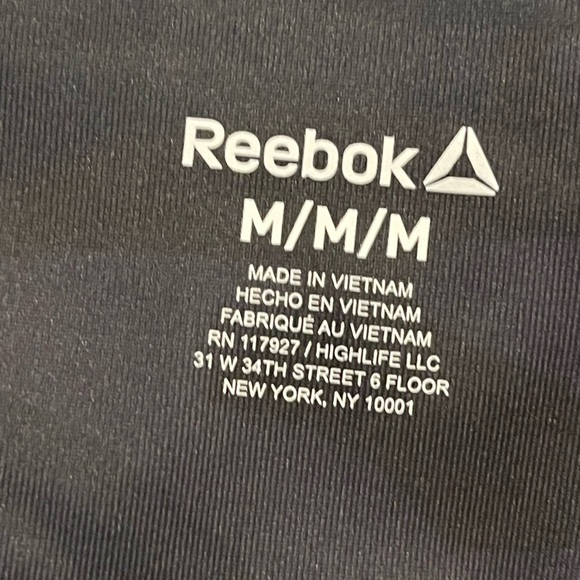 Reebok
M/M/M
MADE IN VIETNAM
HECHO EN VIETNAM
FABRIQUÉ AU VIETNAM
RN 117927 / HIGHLIFE LLC
31 W 34TH STREET 6 FLOOR
NEW YORK, NY 10001